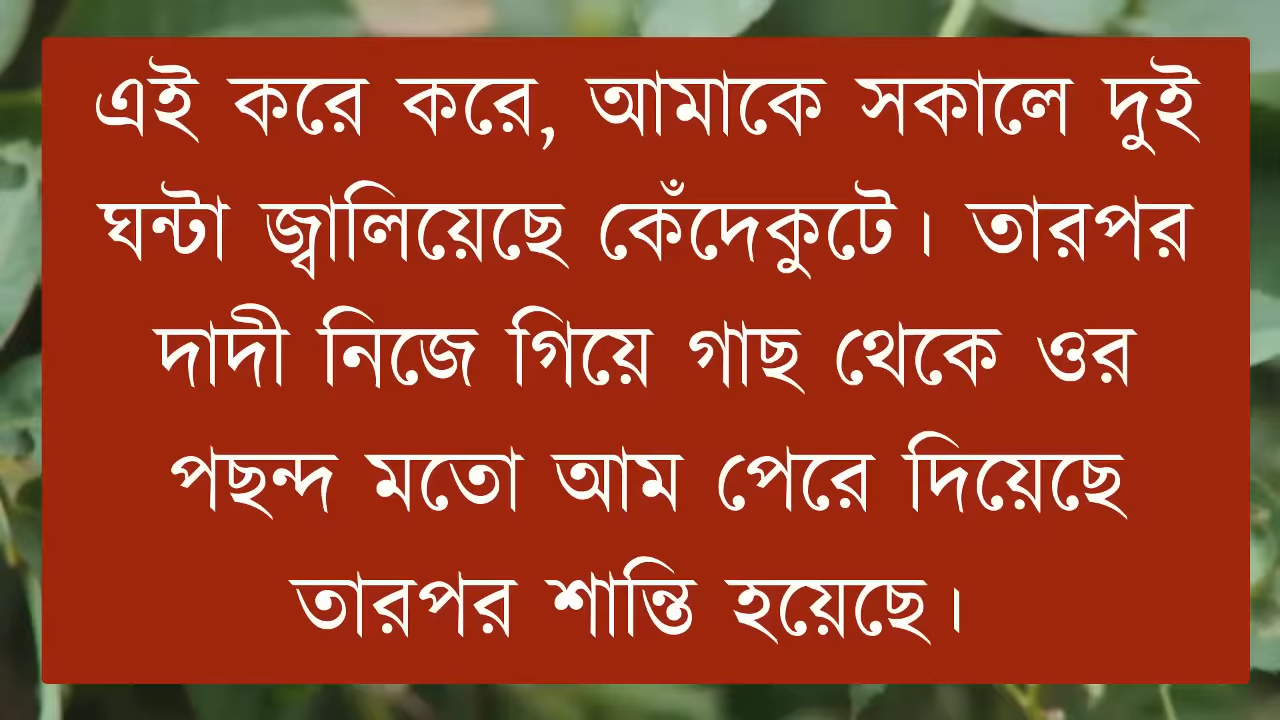 এই করে করে, আমাকে সকালে দুই
ঘন্টা জ্বালিয়েছে কেঁদেকুটে। তারপর
দাদী নিজে গিয়ে গাছ থেকে ওর
পছন্দ মতো আম পেরে দিয়েছে
তারপর শান্তি হয়েছে।